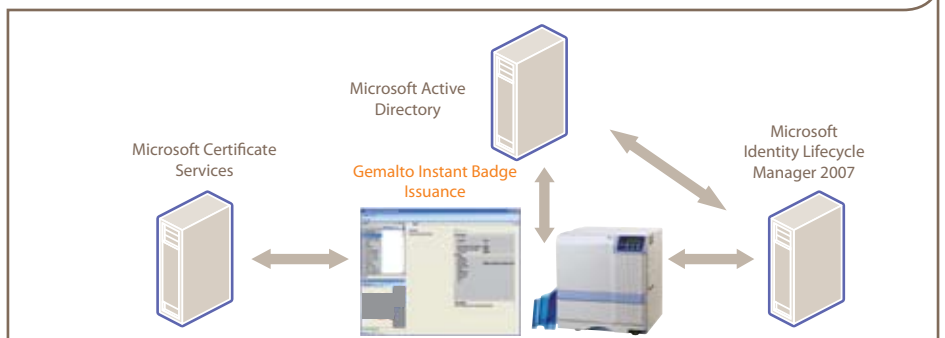 Microsoft Active
Directory
Microsoft Certificate
Services
Gemalto Instant Badge
Issuance
Microsoft
Identity Lifecycle
Manager 2007